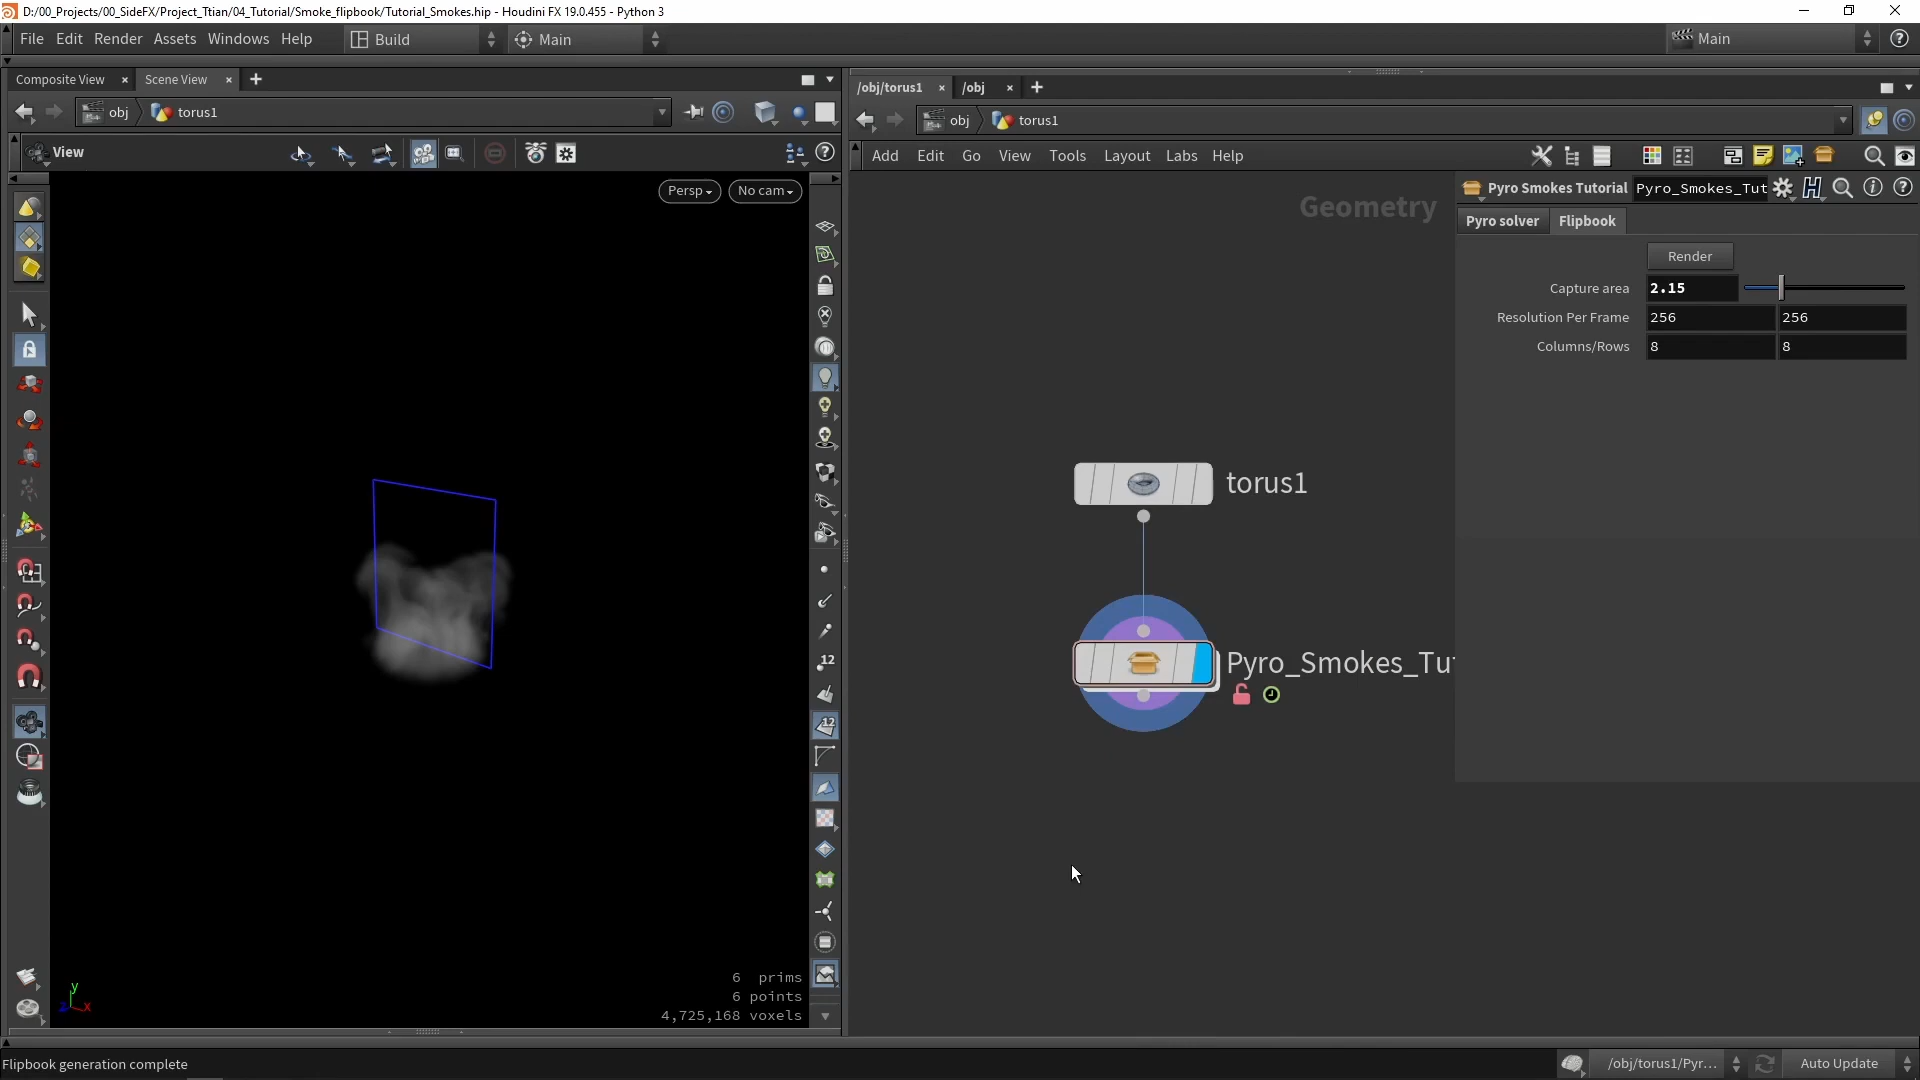 D:/00_Projects/00_SideFX/Project_Ttian/04_Tutorial/Smoke_flipbook/Tutorial_Smokes.hip - Houdini FX 19.0.455 - Python 3
File Edit Render Assets Windows Help Build Main Main
Composite View Scene View
obj torus1
View
Persp No cam
12
12
6 prims
6 points
4,725,168 voxels
y
z x
/obj/torus1 /obj
obj torus1
Add Edit Go View Tools Layout Labs Help
Geometry
torus1
Pyro_Smokes_Tut
Pyro Smokes Tutorial Pyro_Smokes_Tut
Pyro solver Flipbook
Render
Capture area 2.15
Resolution Per Frame 256 256
Columns/Rows 8 8
Flipbook generation complete
/obj/torus1/Pyr... Auto Update